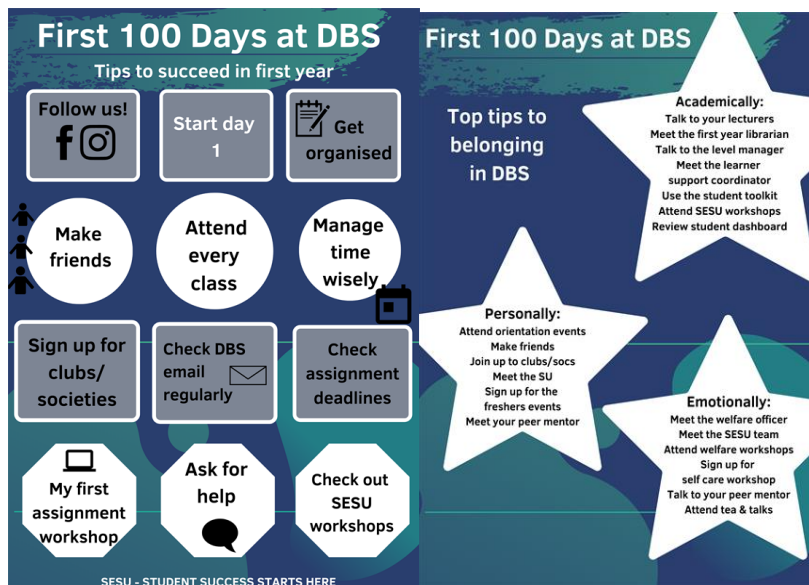 First 100 Days at DBS
Tips to succeed in first year
Follow us!
Start day
1
Get
organised
Make
friends
Attend
every
class
Manage
time
wisely
Sign up for
clubs/
societies
Check DBS
email
regularly
Check
assignment
deadlines
My first
assignment
workshop
Ask for
help
Check out
SESU
workshops
SESU - STUDENT SUCCESS STARTS HERE
First 100 Days at DBS
Top tips to
belonging
in DBS
Academically:
Talk to your lecturers
Meet the first year librarian
Talk to the level manager
Meet the learner
support coordinator
Use the student toolkit
Attend SESU workshops
Review student dashboard
Personally:
Attend orientation events
Make friends
Join up to clubs/socs
Meet the SU
Sign up for the
freshers events
Meet your peer mentor
Emotionally:
Meet the welfare officer
Meet the SESU team
Attend welfare workshops
Sign up for
self care workshop
Talk to your peer mentor
Attend tea & talks